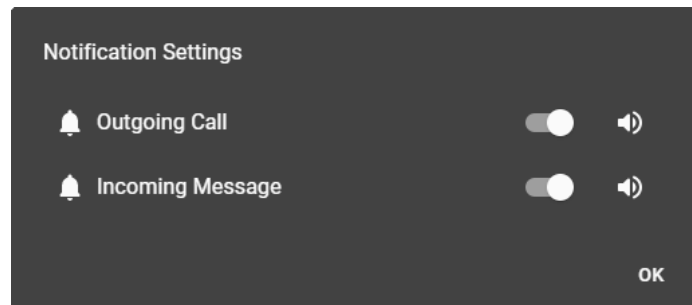 Notification Settings
Outgoing Call
Incoming Message
OK